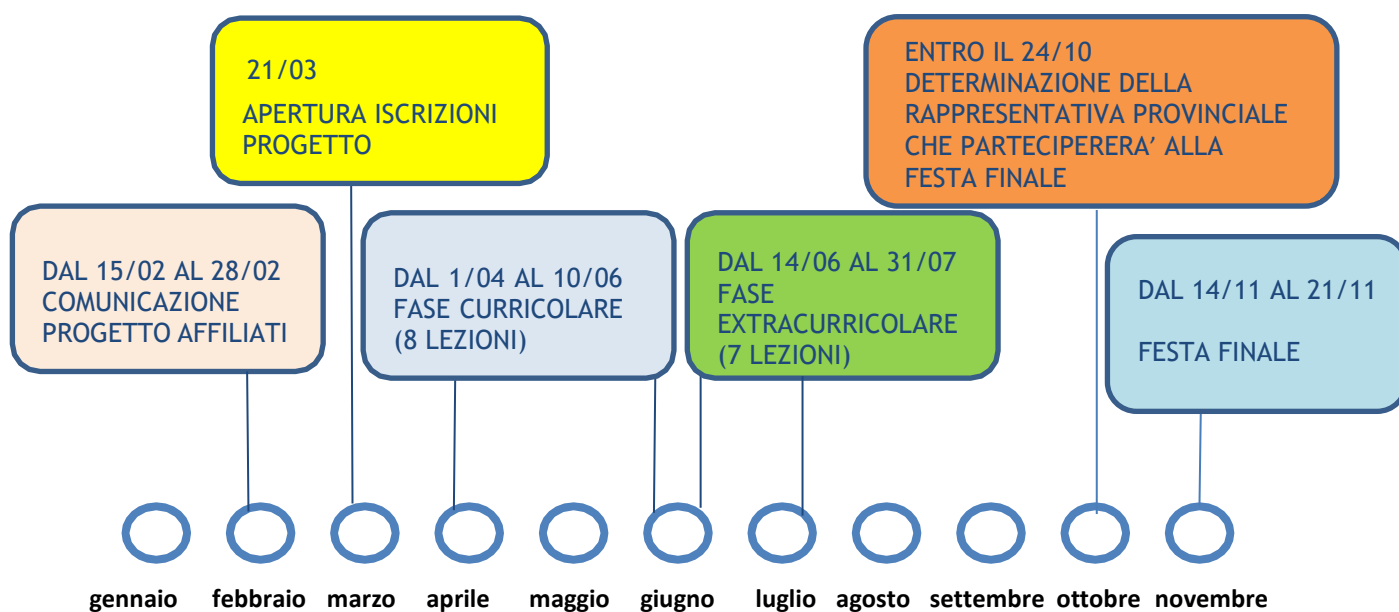 21/03
APERTURA ISCRIZIONI
PROGETTO
ENTRO IL 24/10
DETERMINAZIONE DELLA
RAPPRESENTATIVA PROVINCIALE
CHE PARTECIPERERA’ ALLA
FESTA FINALE
DAL 15/02 AL 28/02
COMUNICAZIONE
PROGETTO AFFILIATI
DAL 1/04 AL 10/06
FASE CURRICOLARE
(8 LEZIONI)
DAL 14/06 AL 31/07
FASE
EXTRACURRICOLARE
(7 LEZIONI)
DAL 14/11 AL 21/11
FESTA FINALE
gennaio febbraio marzo aprile maggio giugno luglio agosto settembre ottobre novembre